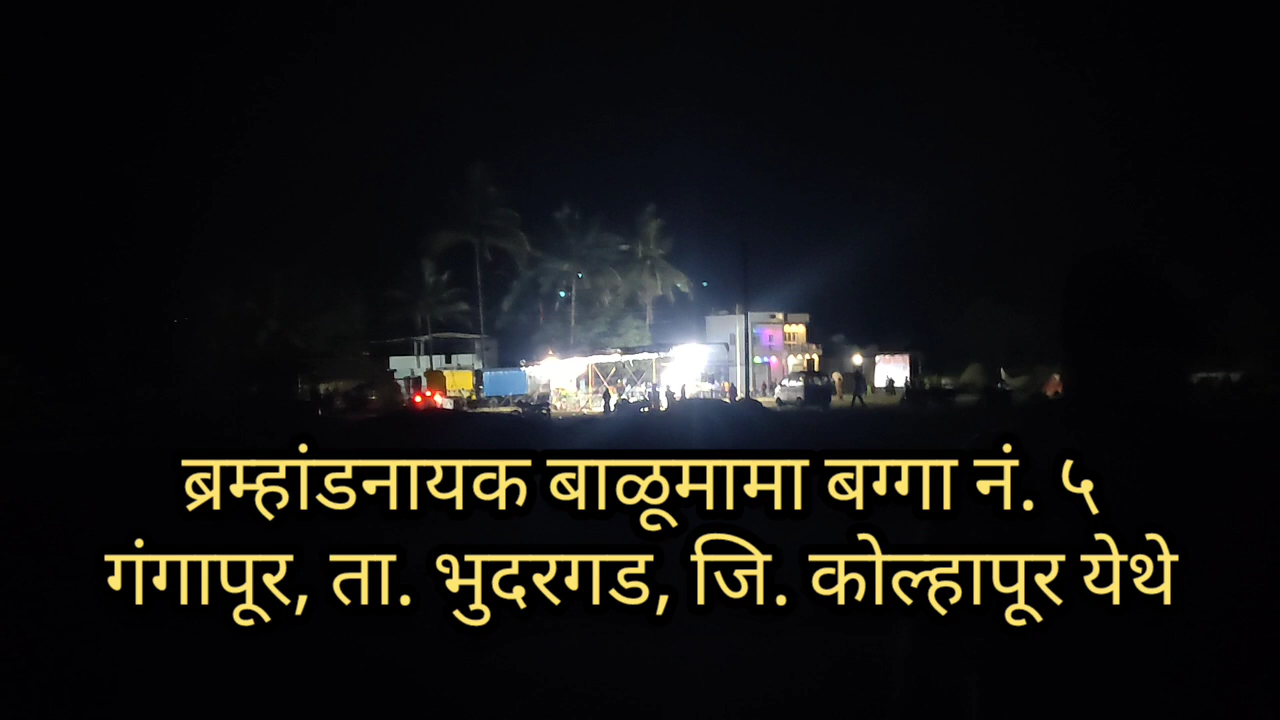 ब्रम्हांडनायक बाळूमामा बग्गा नं. ५
गंगापूर, ता. भुदरगड, जि. कोल्हापूर येथे